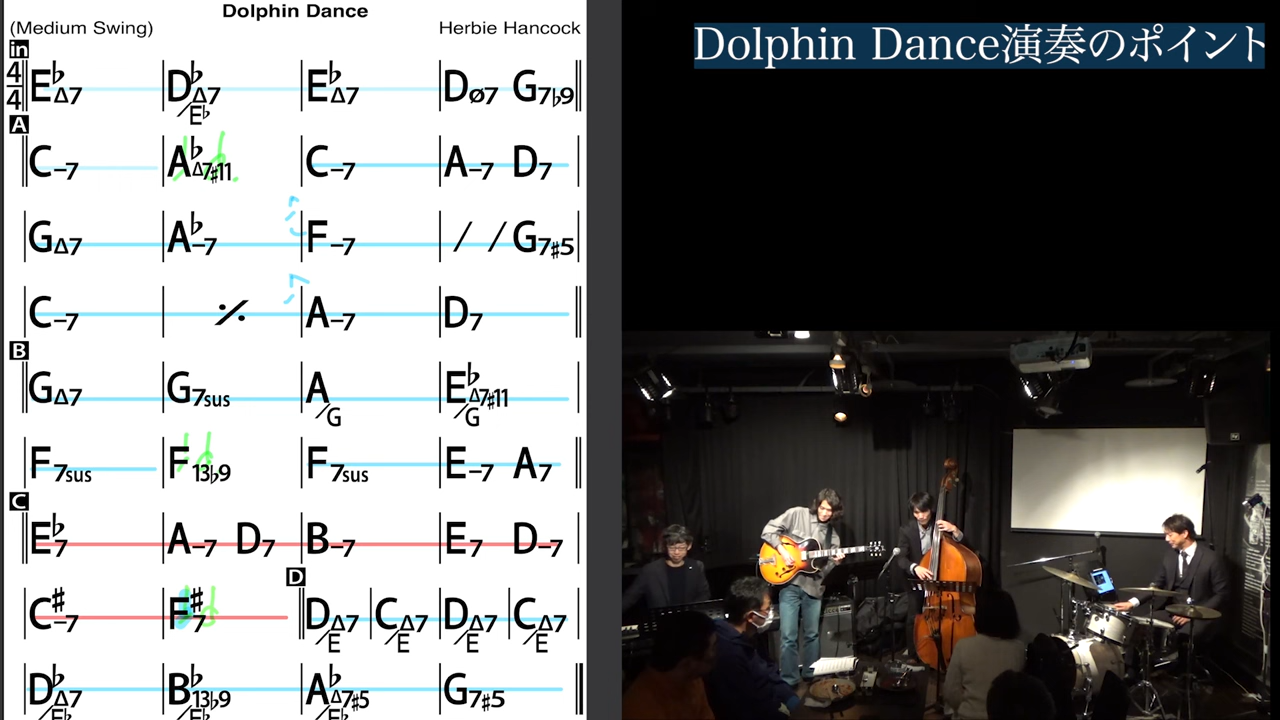 Dolphin Dance
(Medium Swing) Herbie Hancock
in
4/4 E♭Δ7 D♭Δ7/E♭ E♭Δ7 Dø7 G7♭9
A
C–7 A♭Δ7♯11 C–7 A–7 D7
GΔ7 A♭–7 F–7 / / G7♯5
C–7 𝄎 A–7 D7
B
GΔ7 G7sus A/G E♭Δ7♯11/G
F7sus F13♭9 F7sus E–7 A7
C
E♭7 A–7 D7 B–7 E7 D–7
D
C♯–7 F♯7 DΔ7/E CΔ7/E DΔ7/E CΔ7/E
D♭Δ7/E♭ B♭13♭9/E♭ A♭Δ7♯5/E♭ G7♯5
Dolphin Dance演奏のポイント